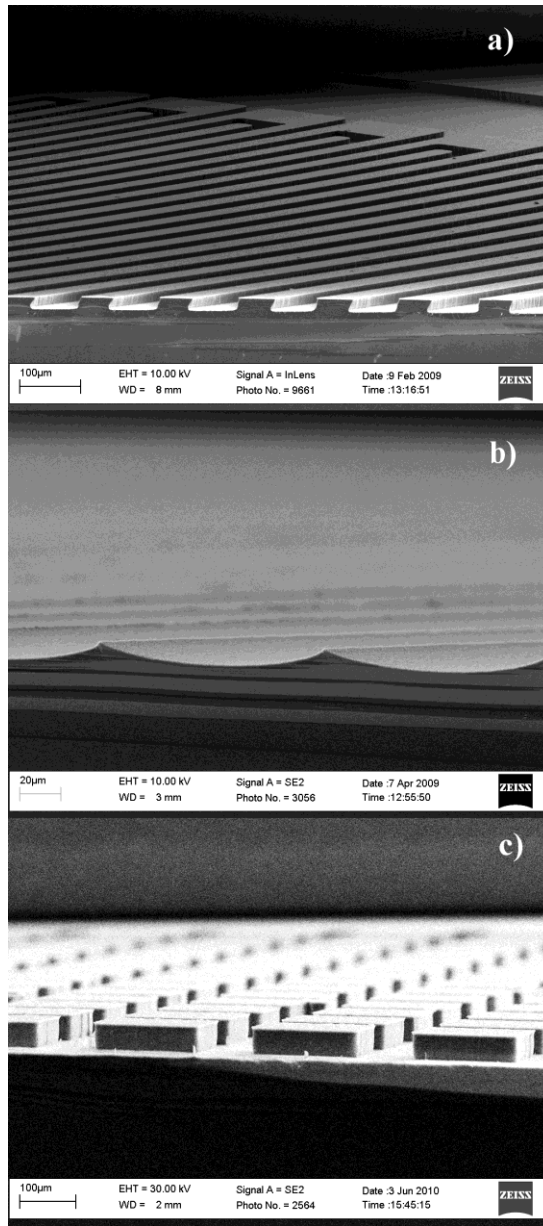 a)
100µm
EHT = 10.00 kV
WD = 8 mm
Signal A = InLens
Photo No. = 9661
Date :9 Feb 2009
Time :13:16:51
ZEISS
b)
20µm
EHT = 10.00 kV
WD = 3 mm
Signal A = SE2
Photo No. = 3056
Date :7 Apr 2009
Time :12:55:50
ZEISS
c)
100µm
EHT = 30.00 kV
WD = 2 mm
Signal A = SE2
Photo No. = 2564
Date :3 Jun 2010
Time :15:45:15
ZEISS